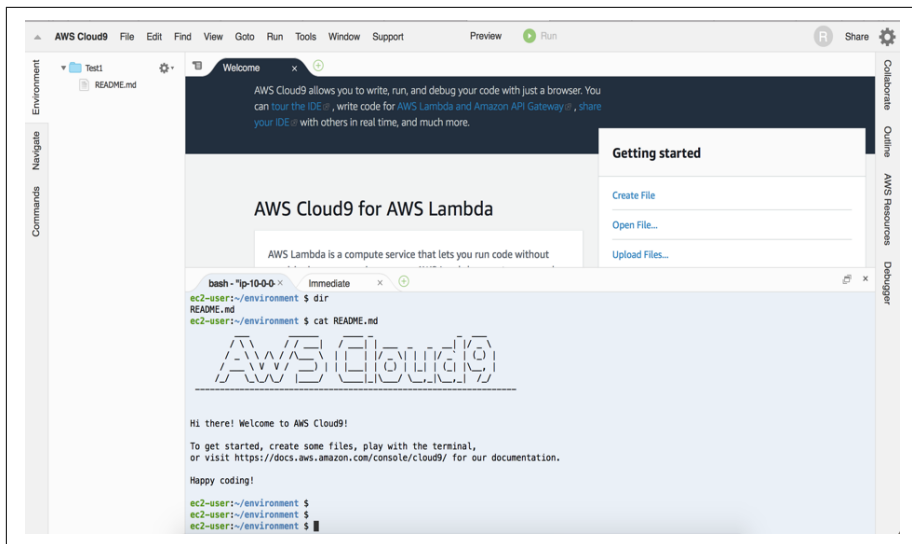 AWS Cloud9 File Edit Find View Goto Run Tools Window Support Preview Run R Share
Environment
Navigate
Commands
Test1
README.md
Welcome
AWS Cloud9 allows you to write, run, and debug your code with just a browser. You
can tour the IDE, write code for AWS Lambda and Amazon API Gateway, share
your IDE with others in real time, and much more.
AWS Cloud9 for AWS Lambda
AWS Lambda is a compute service that lets you run code without
Getting started
Create File
Open File...
Upload Files...
Collaborate
Outline
AWS Resources
Debugger
bash - "ip-10-0-0- Immediate
ec2-user:~/environment $ dir
README.md
ec2-user:~/environment $ cat README.md
AWS Cloud9
Hi there! Welcome to AWS Cloud9!
To get started, create some files, play with the terminal,
or visit https://docs.aws.amazon.com/console/cloud9/ for our documentation.
Happy coding!
ec2-user:~/environment $
ec2-user:~/environment $
ec2-user:~/environment $